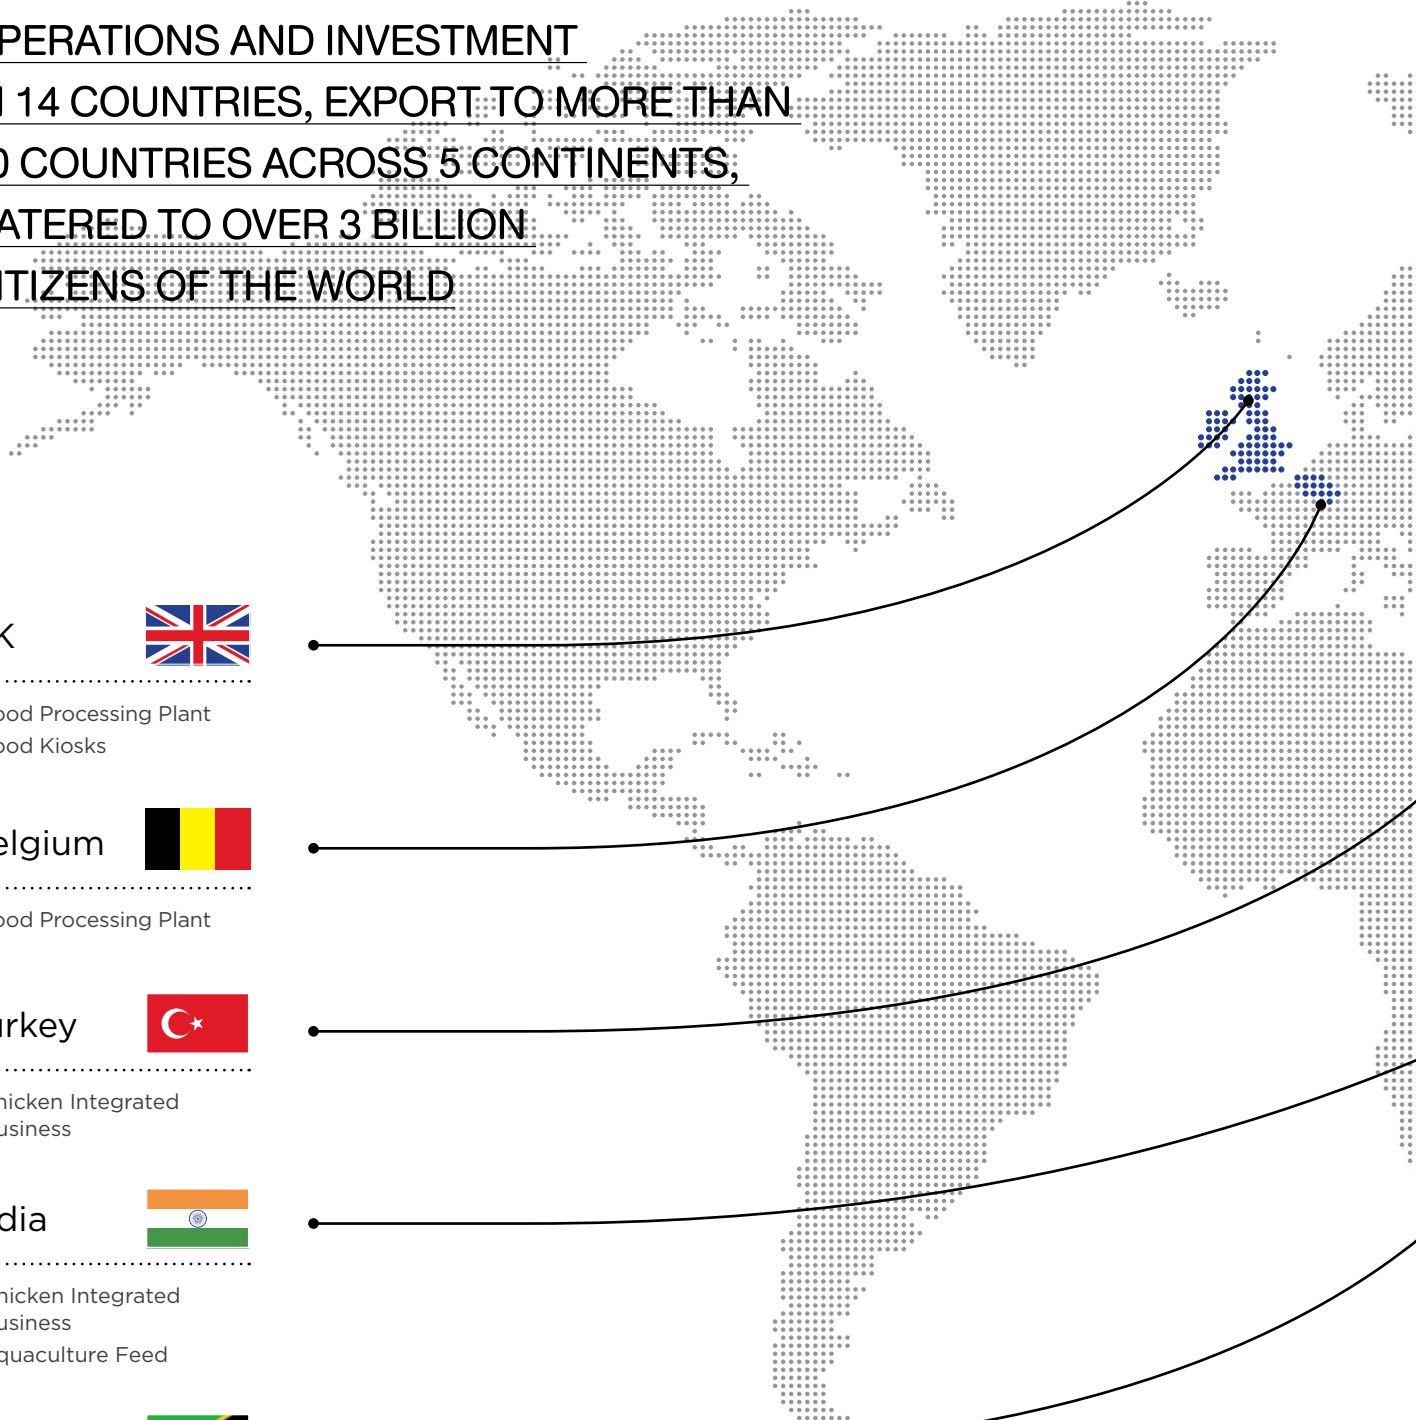 PERATIONS AND INVESTMENT
14 COUNTRIES, EXPORT TO MORE THAN
0 COUNTRIES ACROSS 5 CONTINENTS,
ATERED TO OVER 3 BILLION
TIZENS OF THE WORLD
K
ood Processing Plant
ood Kiosks
elgium
ood Processing Plant
urkey
hicken Integrated
usiness
dia
hicken Integrated
usiness
quaculture Feed